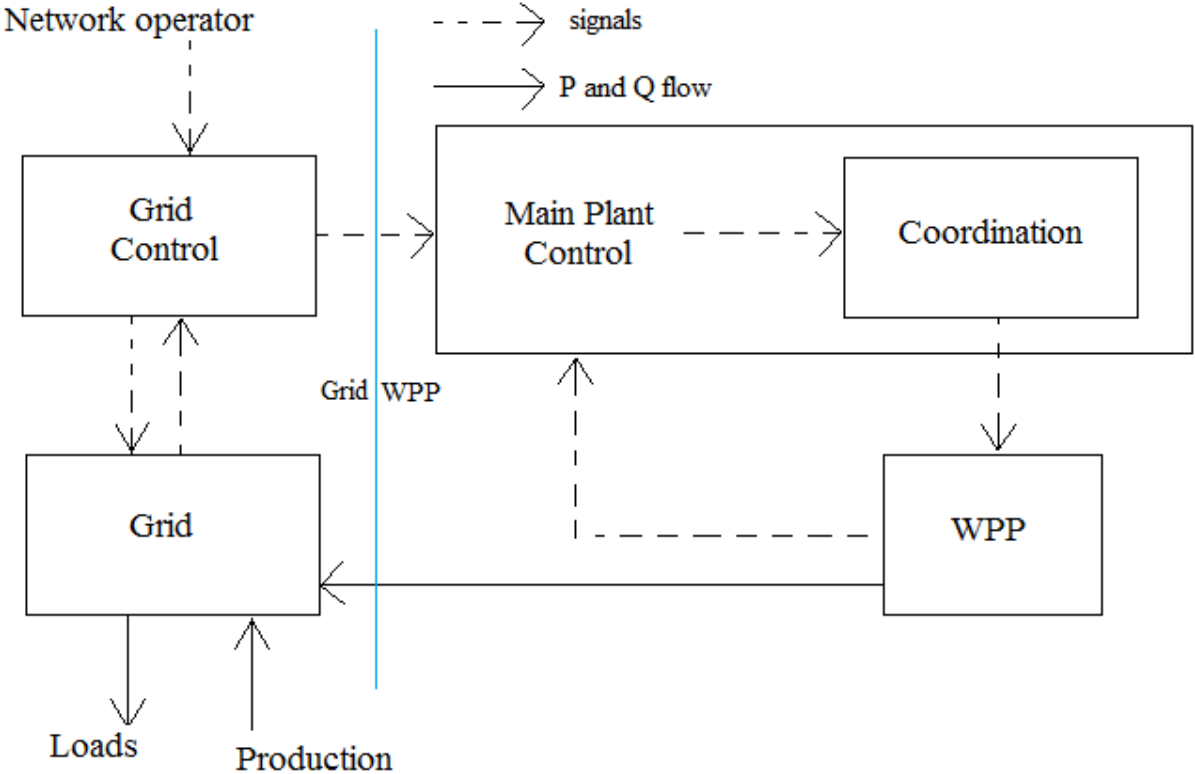 Network operator
signals
P and Q flow
Grid
Control
Main Plant
Control
Coordination
Grid WPP
Grid
WPP
Loads
Production